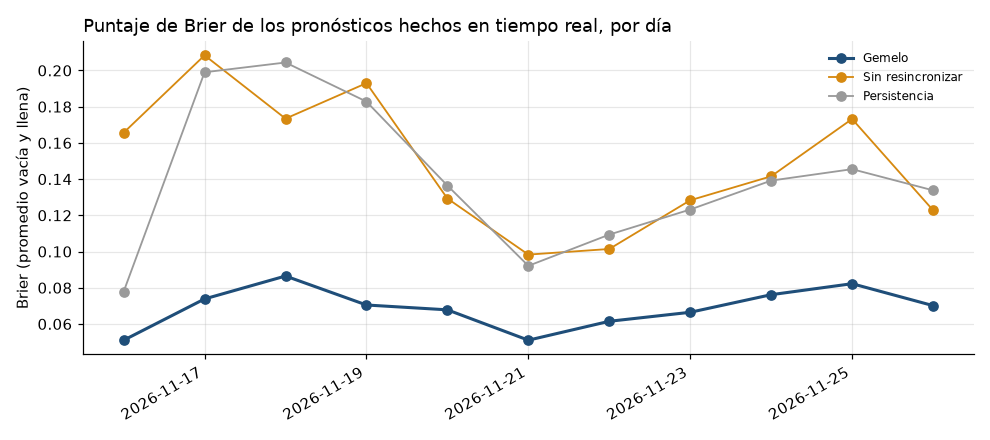 Puntaje de Brier de los pronósticos hechos en tiempo real, por día
Gemelo
Sin resincronizar
Persistencia
Brier (promedio vacía y llena)
0.20
0.18
0.16
0.14
0.12
0.10
0.08
0.06
2026-11-17
2026-11-19
2026-11-21
2026-11-23
2026-11-25